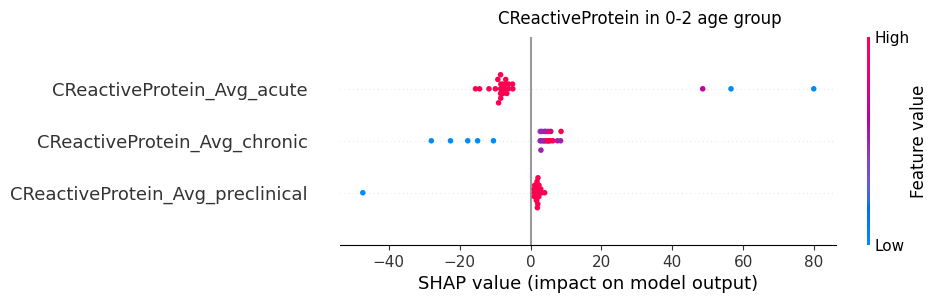 CReactiveProtein in 0-2 age group
High
CReactiveProtein_Avg_acute
CReactiveProtein_Avg_chronic
CReactiveProtein_Avg_preclinical
Feature value
Low
−40 −20 0 20 40 60 80
SHAP value (impact on model output)